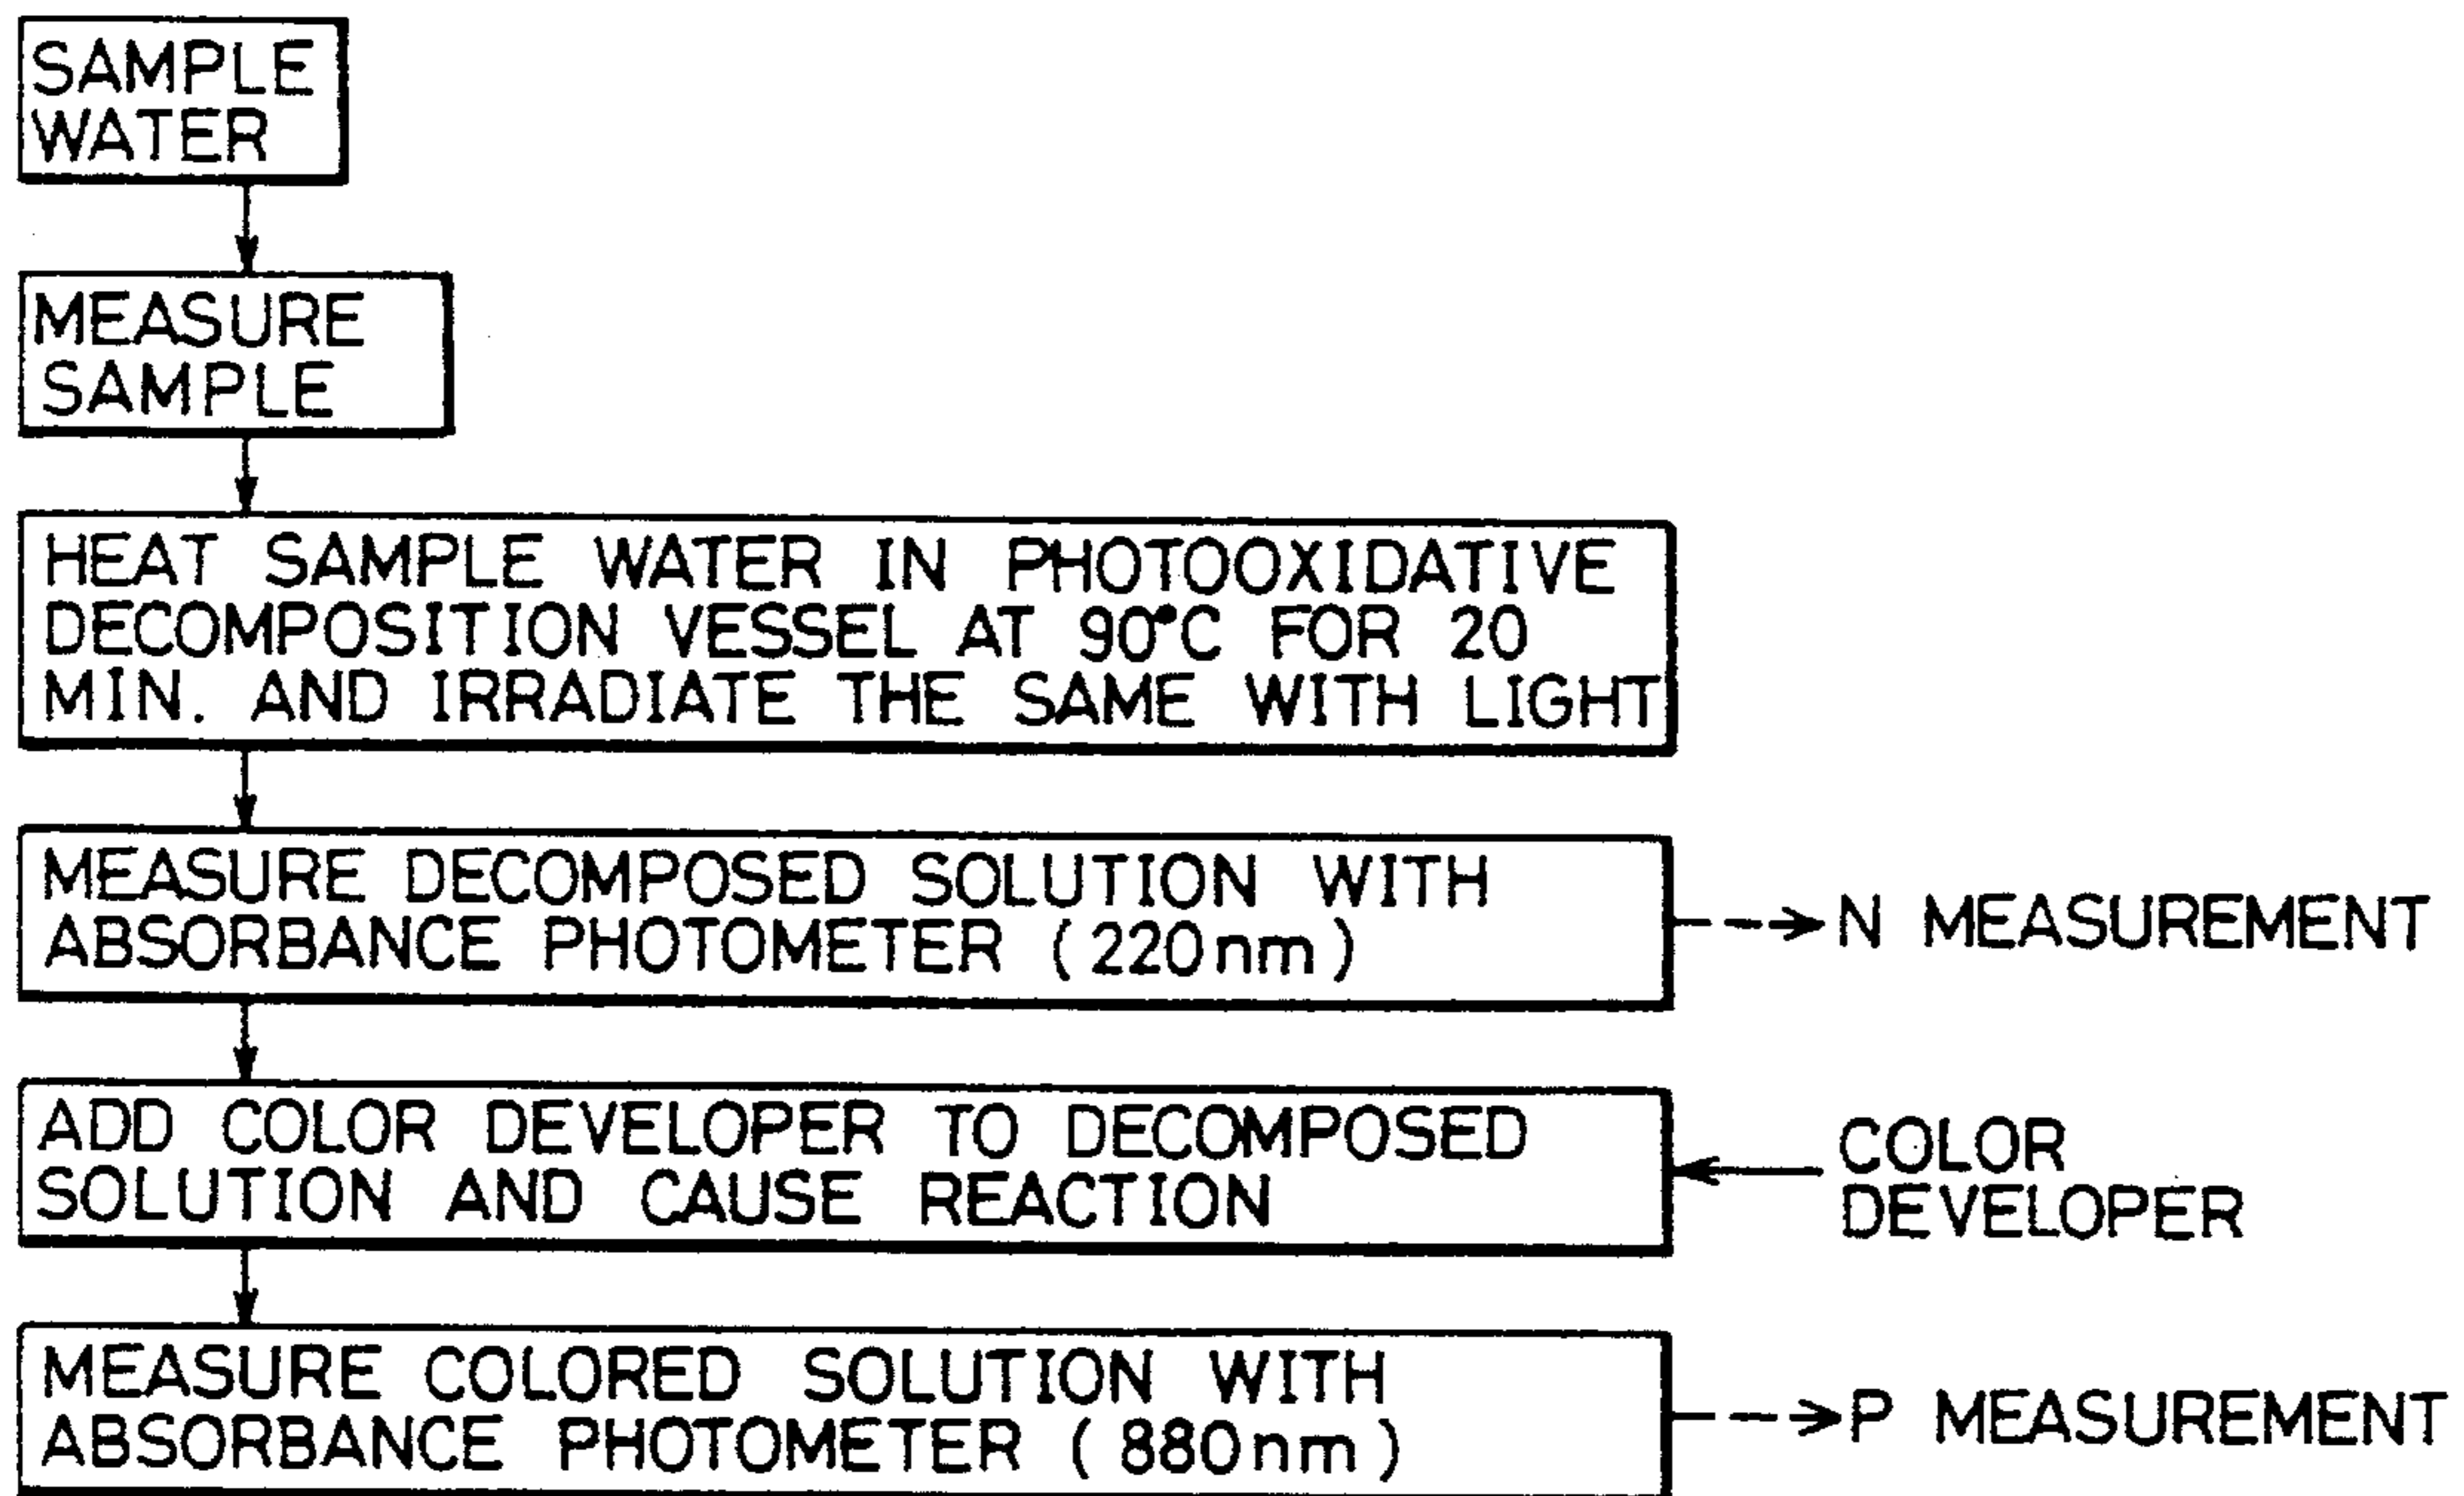 SAMPLE
WATER
MEASURE
SAMPLE
HEAT SAMPLE WATER IN PHOTOOXIDATIVE
DECOMPOSITION VESSEL AT 90°C FOR 20
MIN. AND IRRADIATE THE SAME WITH LIGHT
MEASURE DECOMPOSED SOLUTION WITH
ABSORBANCE PHOTOMETER (220nm)
N MEASUREMENT
ADD COLOR DEVELOPER TO DECOMPOSED
SOLUTION AND CAUSE REACTION
COLOR
DEVELOPER
MEASURE COLORED SOLUTION WITH
ABSORBANCE PHOTOMETER (880nm)
P MEASUREMENT